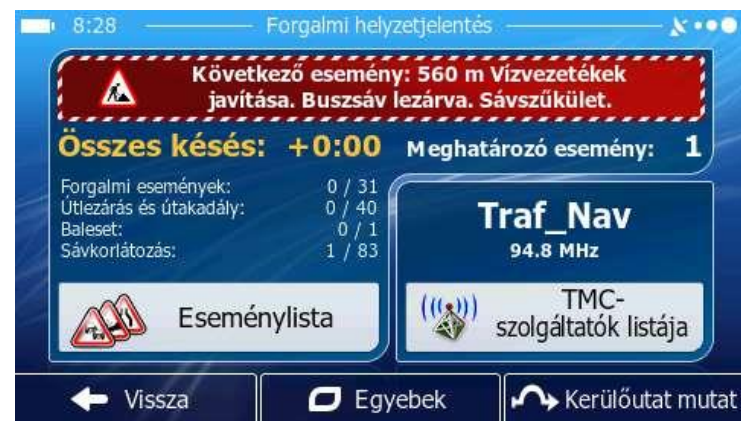 8:28 Forgalmi helyzetjelentés
Következő esemény: 560 m Vízvezetékek
javítása. Buszsáv lezárva. Sávszűkület.
Összes késés: +0:00 Meghatározó esemény: 1
Forgalmi események: 0 / 31
Útlezárás és útakadály: 0 / 40
Baleset: 0 / 1
Sávkorlátozás: 1 / 83
Traf_Nav
94.8 MHz
Eseménylista
TMC-
szolgáltatók listája
Vissza
Egyebek
Kerülőutat mutat